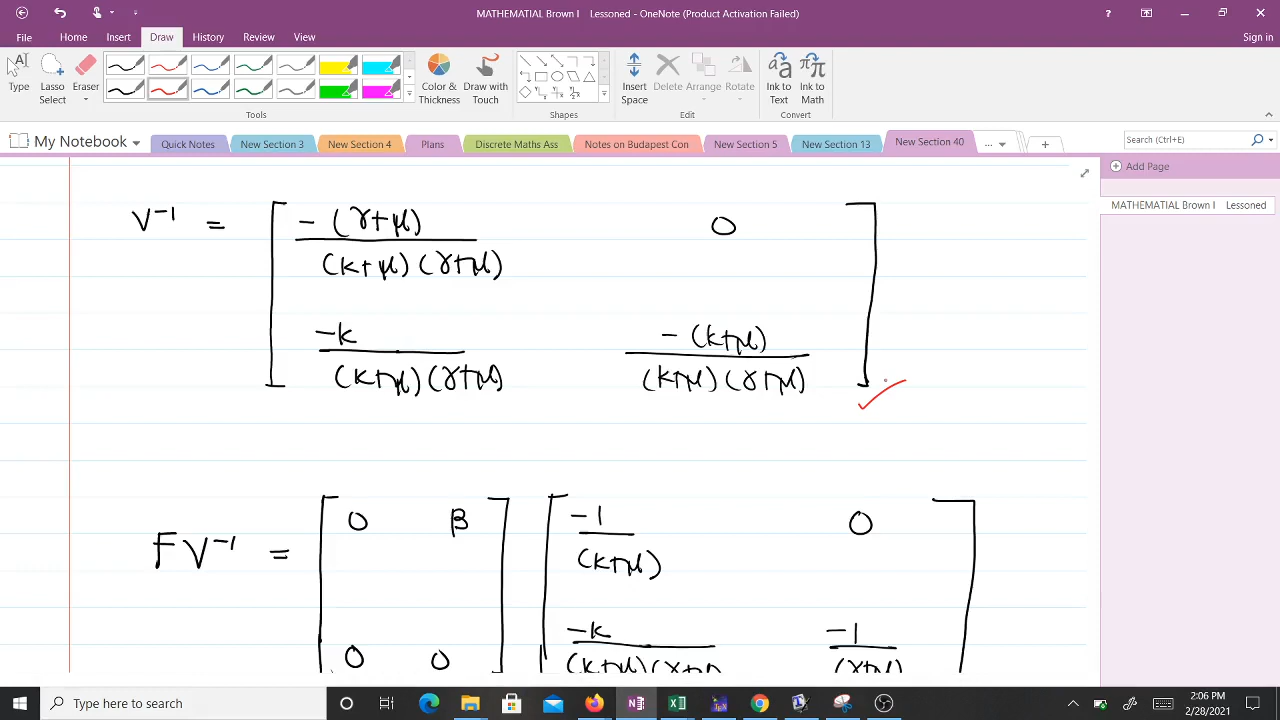 MATHEMATIAL Brown I Lessoned - OneNote (Product Activation Failed)
File Home Insert Draw History Review View Sign in
Type Lasso Select Eraser Color & Thickness Draw with Touch Insert Space Delete Arrange Rotate Ink to Text Ink to Math
Tools Shapes Edit Convert
My Notebook Quick Notes New Section 3 New Section 4 Plans Discrete Maths Ass Notes on Budapest Con New Section 5 New Section 13 New Section 40 ... Search (Ctrl+E)
Add Page
MATHEMATIAL Brown I Lessoned
V⁻¹ =
-(γ+μ) 0
(k+μ)(γ+μ)
-k -(k+μ)
(k+μ)(γ+μ) (k+μ)(γ+μ)
FV⁻¹ =
0 β -1 0
(k+μ)
0 0 -k -1
(k+μ)(γ+μ) (γ+μ)
Type here to search
2:06 PM
2/28/2021